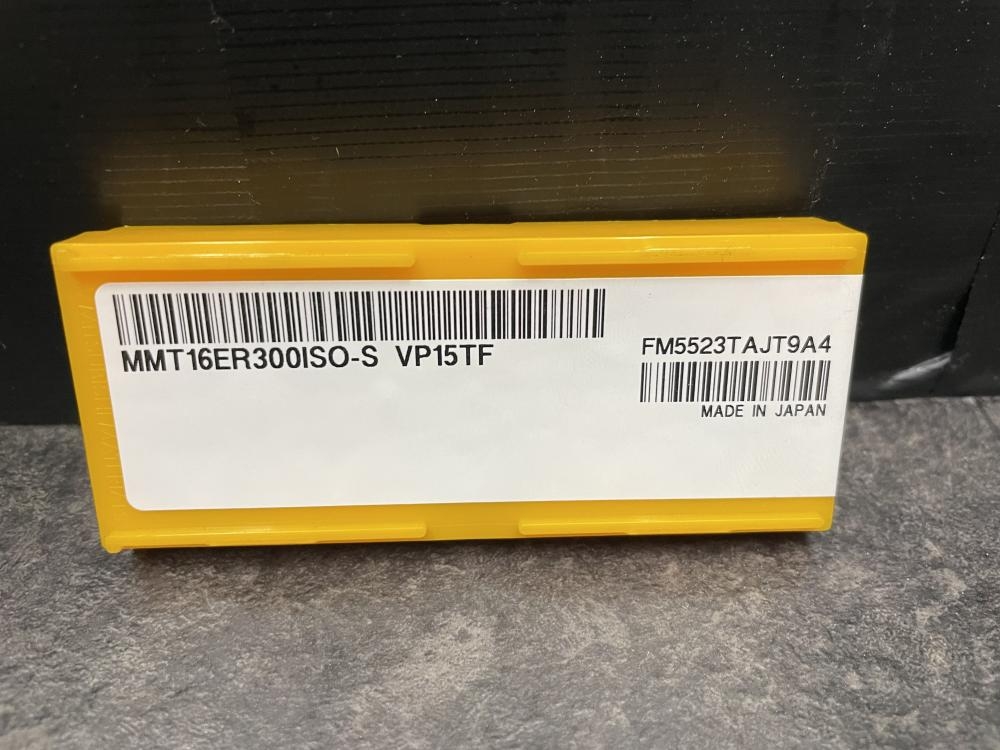 MMT16ER300ISO-S VP15TF
FM5523TAJT9A4
MADE IN JAPAN